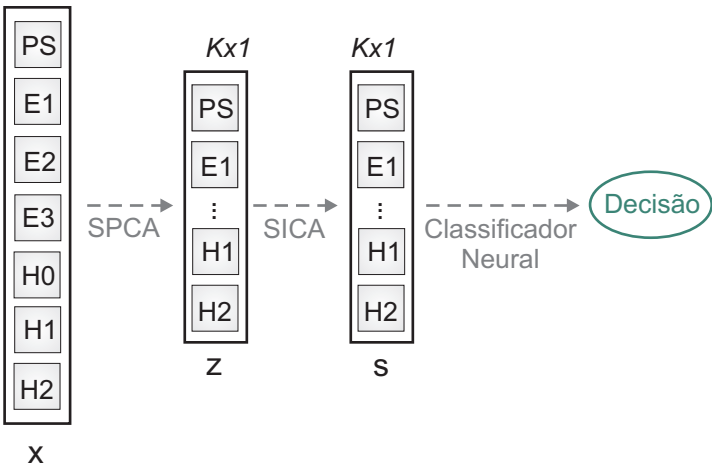 PS
E1
E2
E3
H0
H1
H2
x
SPCA
Kx1
PS
E1
...
H1
H2
z
SICA
Kx1
PS
E1
...
H1
H2
s
Classificador
Neural
Decisão